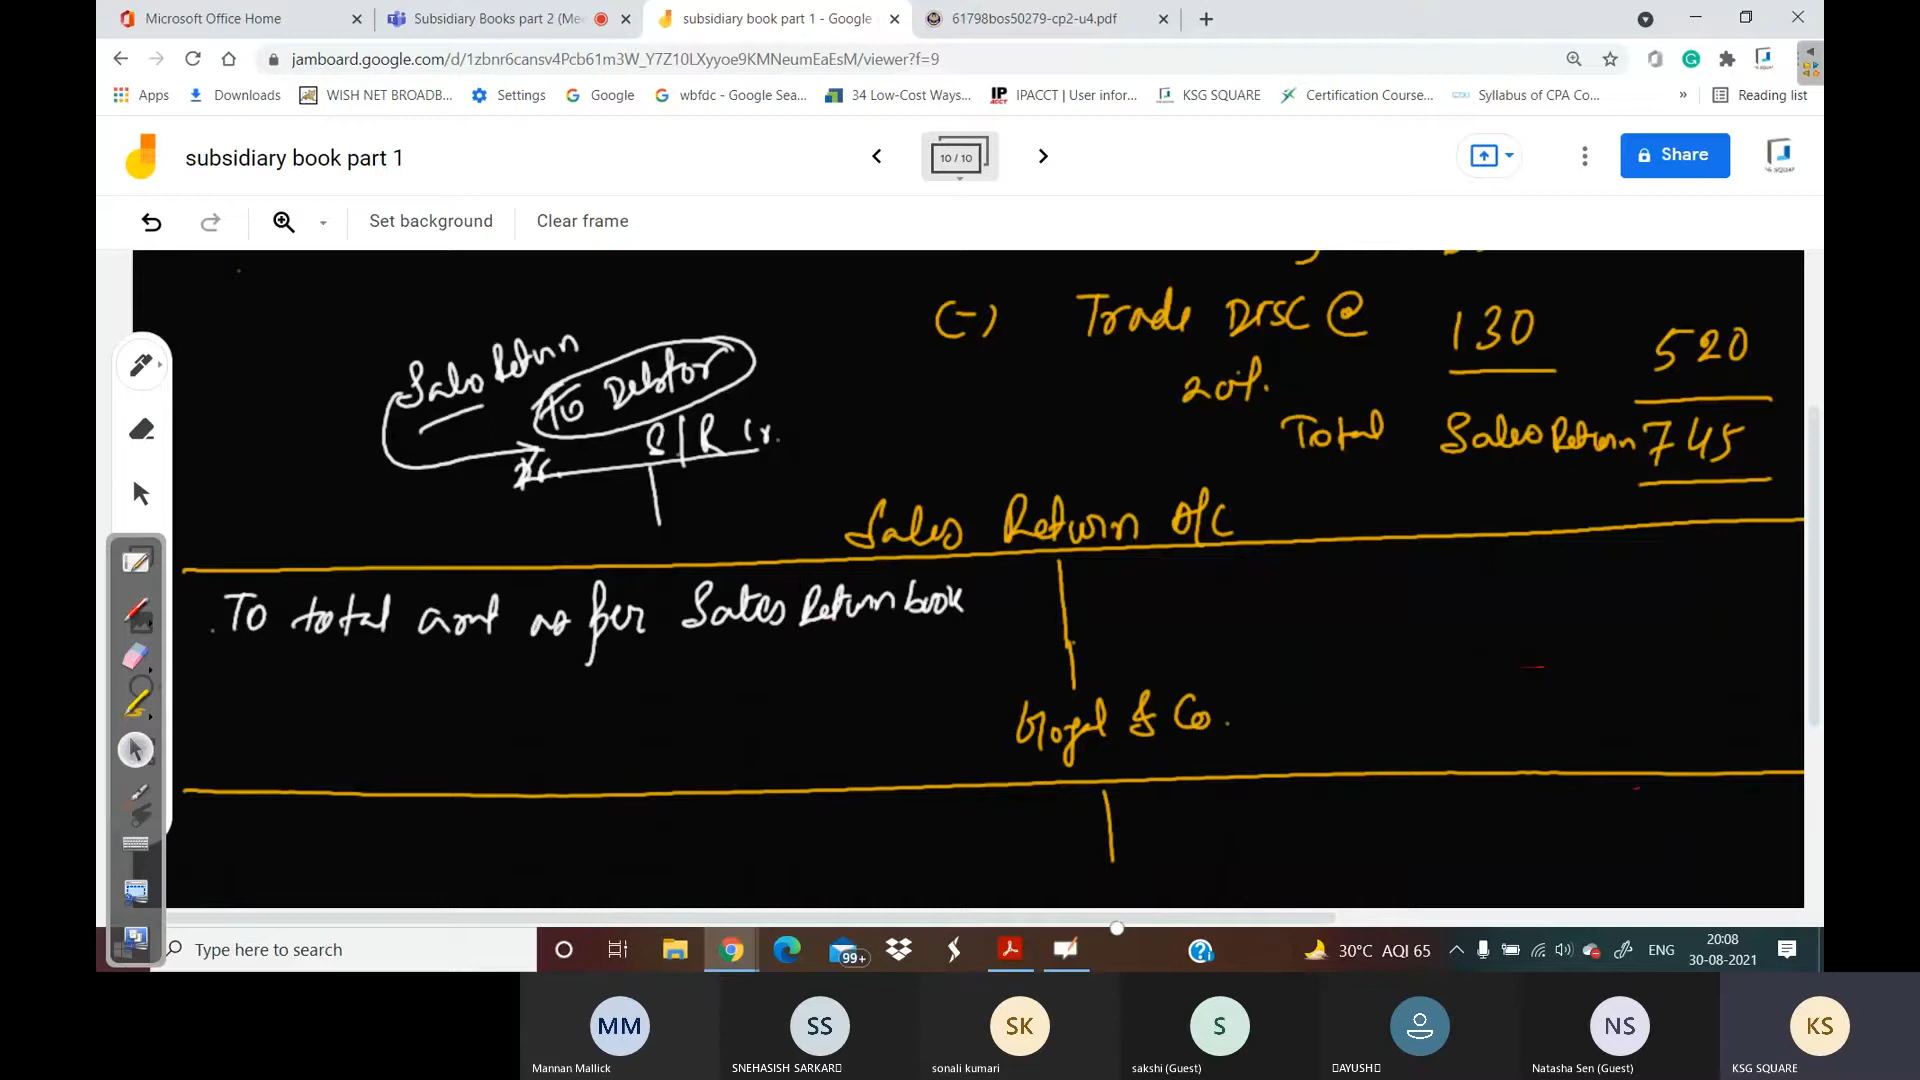 Microsoft Office Home
Subsidiary Books part 2 (Me
subsidiary book part 1 - Google
61798bos50279-cp2-u4.pdf
jamboard.google.com/d/1zbnr6cansv4Pcb61m3W_Y7Z10LXyyoe9KMNeumEaEsM/viewer?f=9
Apps
Downloads
WISH NET BROADB...
Settings
Google
wbfdc - Google Sea...
34 Low-Cost Ways...
IPACCT | User infor...
KSG SQUARE
Certification Course...
Syllabus of CPA Co...
»
Reading list
subsidiary book part 1
10 / 10
Share
Set background
Clear frame
(-) Trade Disc @ 130 520
20%.
Total Sales Return 745
Sales Return
To Debtor
S/R Cr.
Sales Return A/C
To total amt as per Sales Return book
& Co.
Type here to search
99+
30°C AQI 65
ENG
20:08
30-08-2021
MM
SS
SK
S
NS
KS
Mannan Mallick
SNEHASISH SARKAR
sonali kumari
sakshi (Guest)
AYUSH
Natasha Sen (Guest)
KSG SQUARE